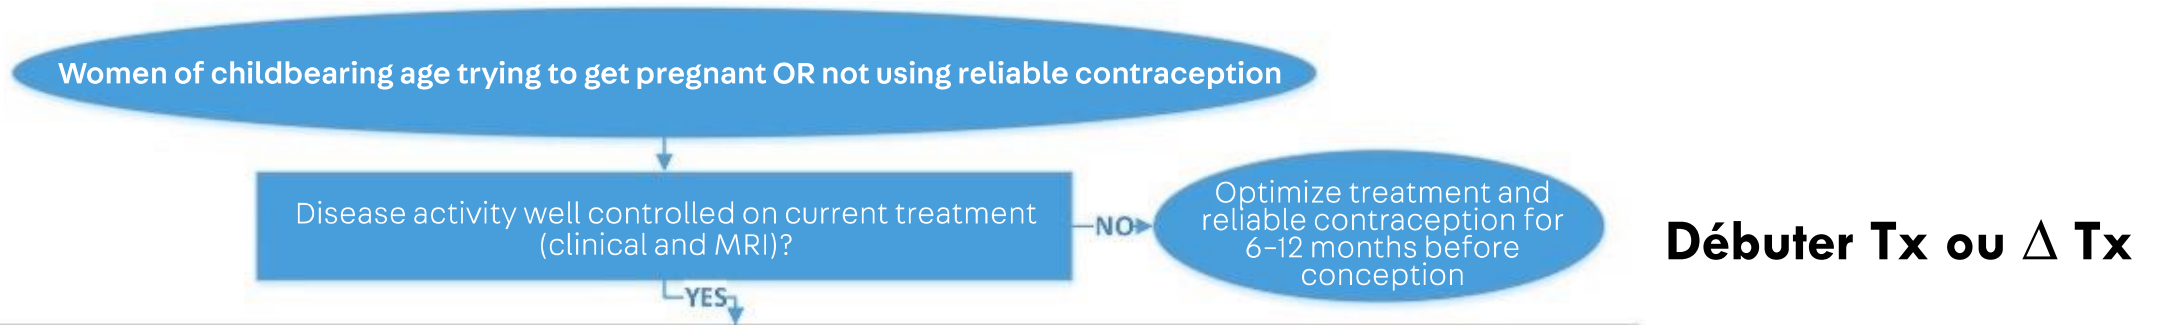 Women of childbearing age trying to get pregnant OR not using reliable contraception
Disease activity well controlled on current treatment
(clinical and MRI)?
NO
Optimize treatment and
reliable contraception for
6–12 months before
conception
Débuter Tx ou Δ Tx
YES